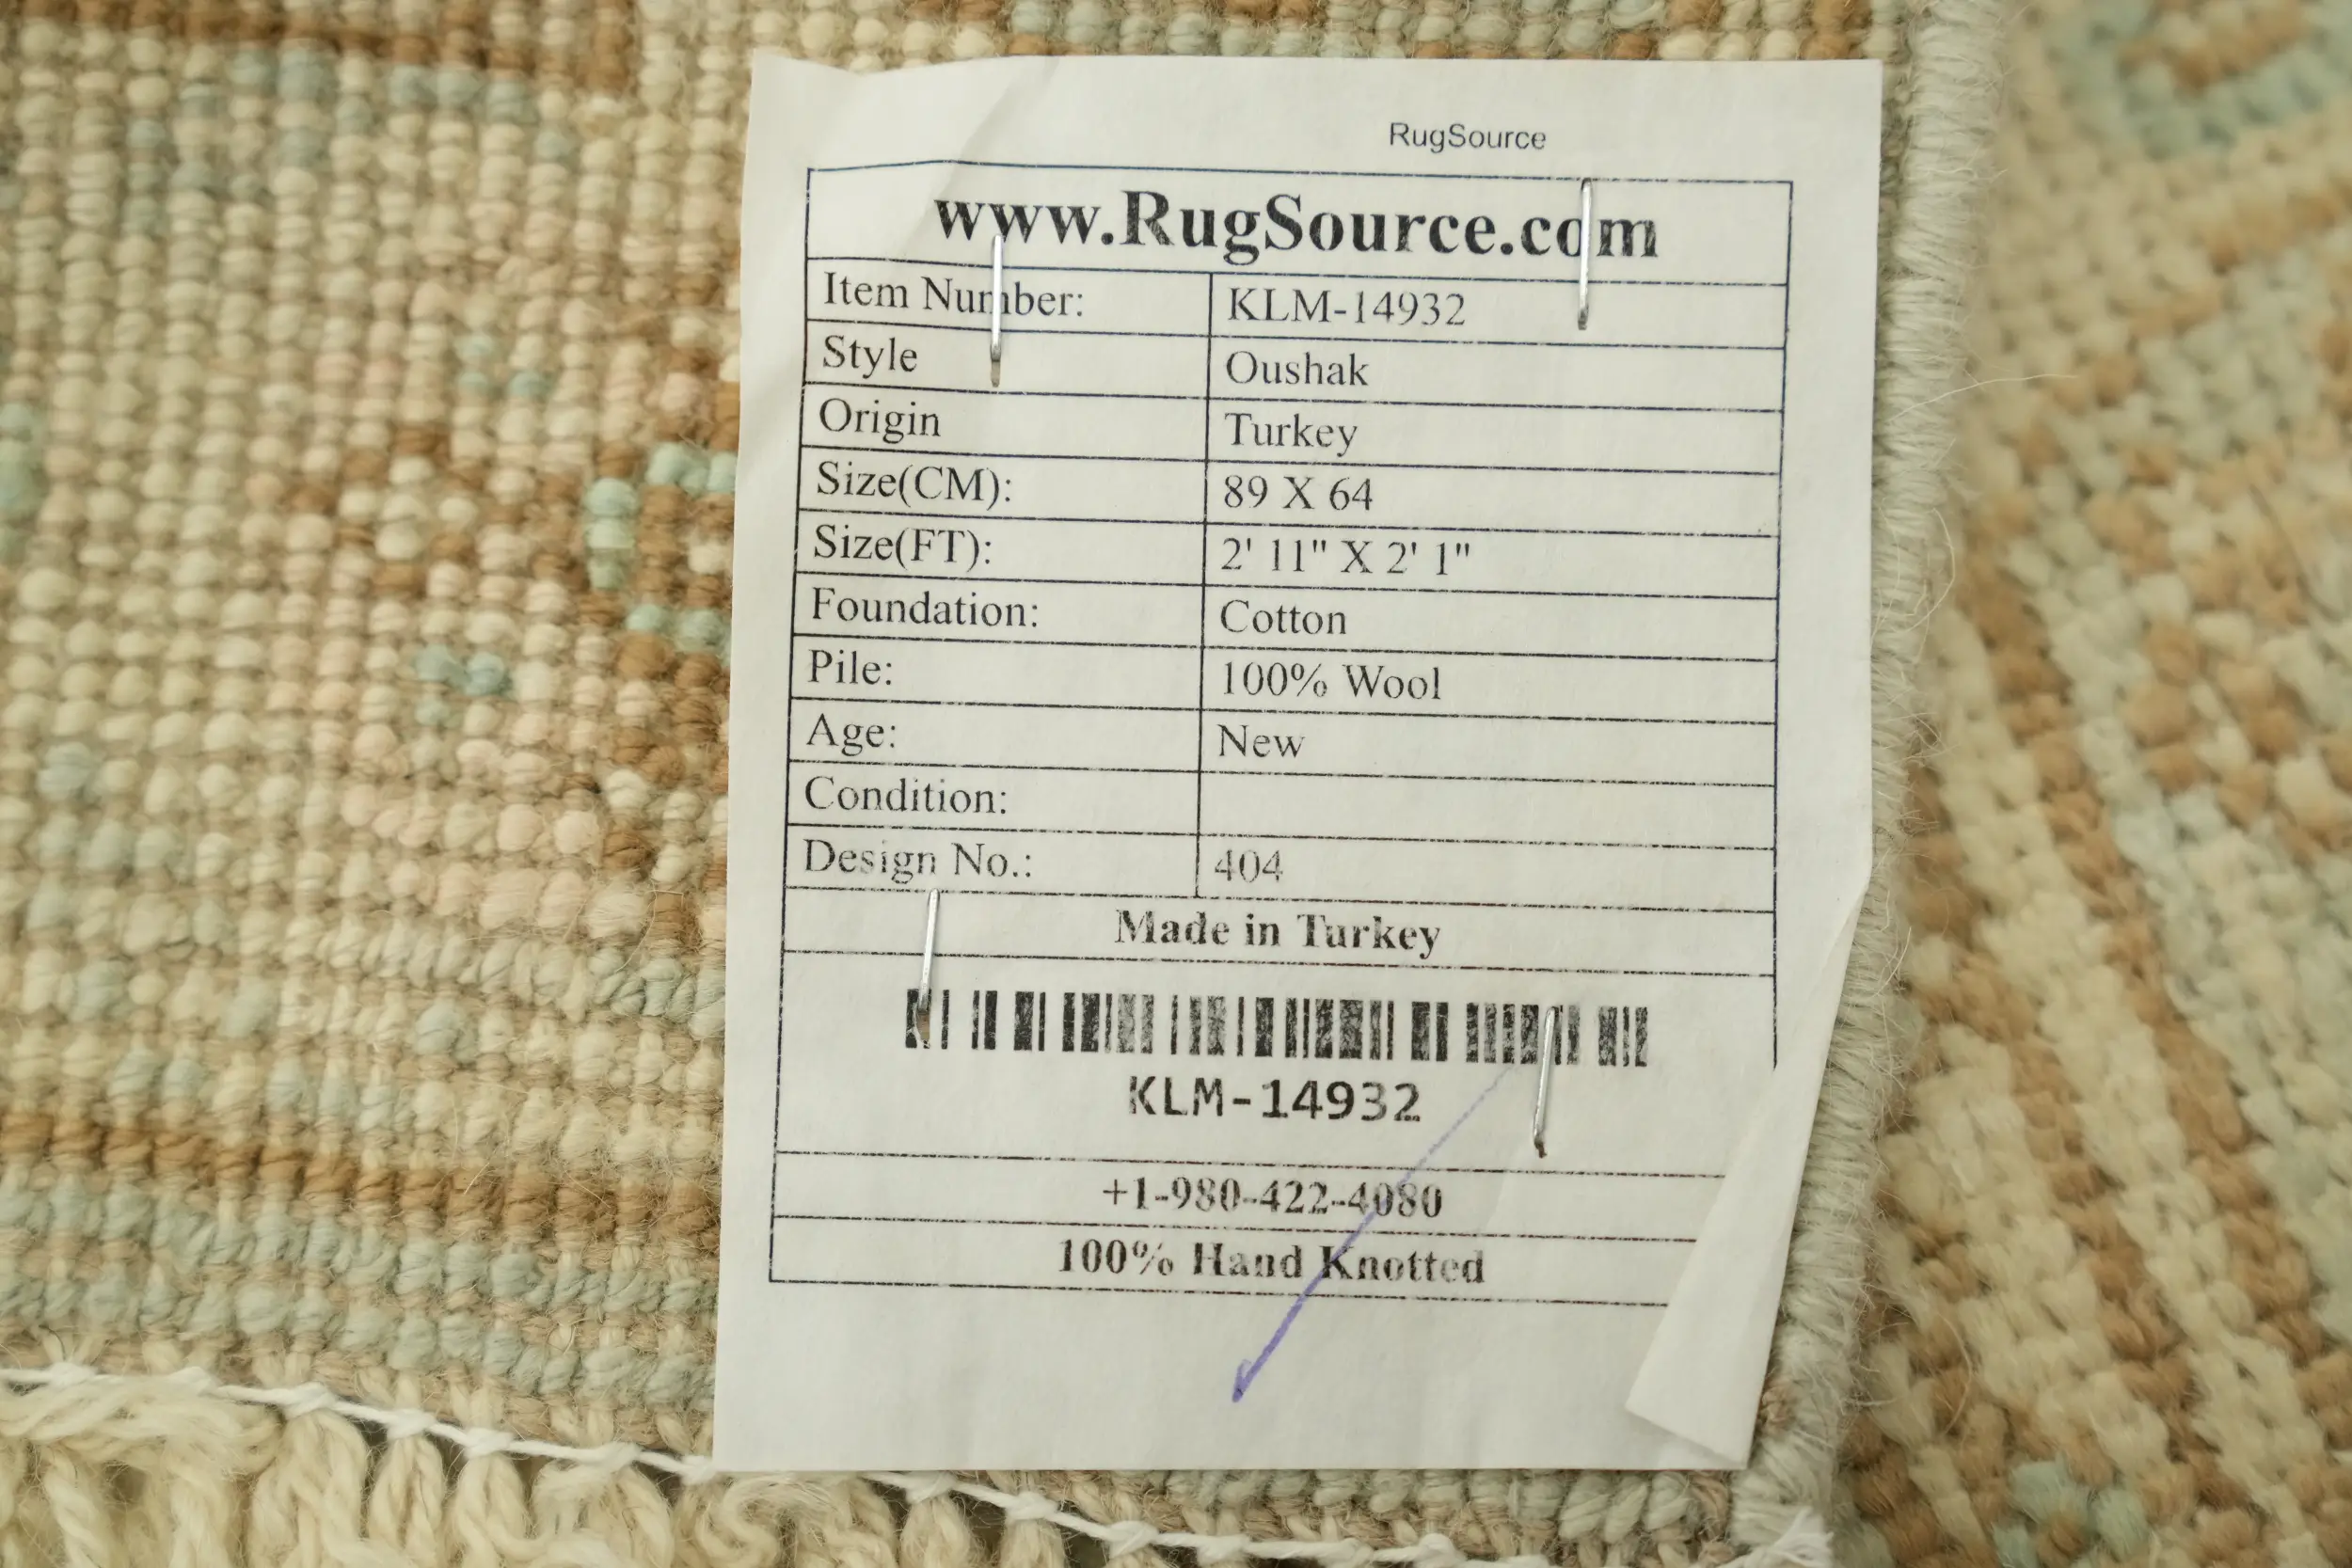 RugSource
www.RugSource.com
Item Number: KLM-14932
Style Oushak
Origin Turkey
Size(CM): 89 X 64
Size(FT): 2' 11" X 2' 1"
Foundation: Cotton
Pile: 100% Wool
Age: New
Condition:
Design No.: 404
Made in Turkey
KLM-14932
+1-980-422-4080
100% Hand Knotted